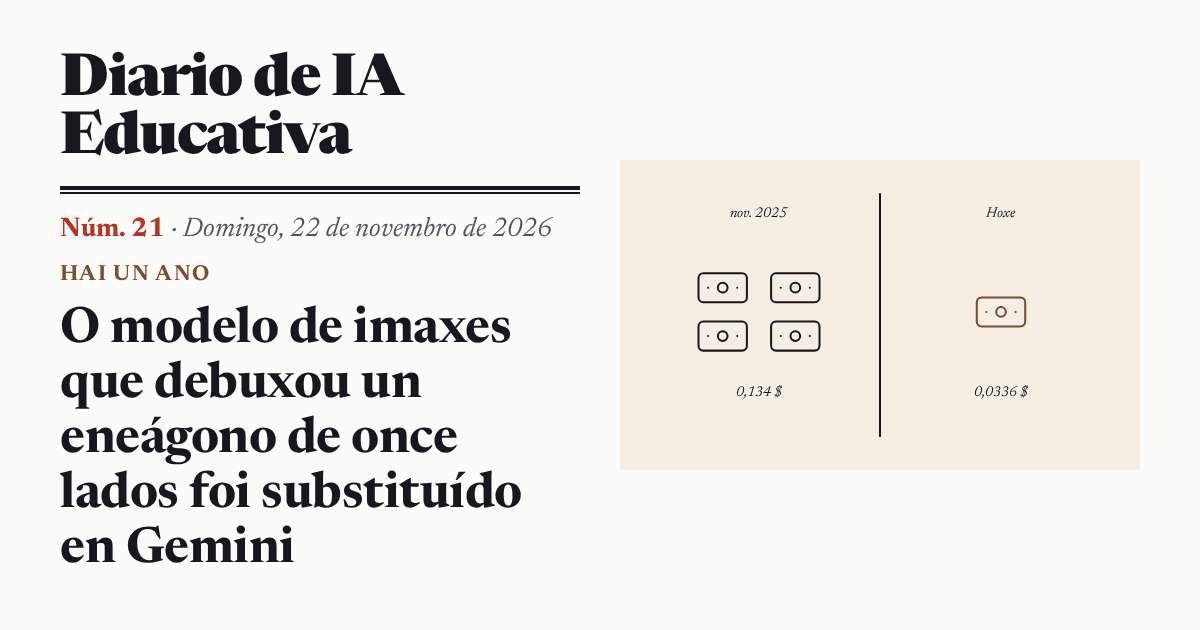 Diario de IA
Educativa
Núm. 21 · Domingo, 22 de novembro de 2026
HAI UN ANO
O modelo de imaxes
que debuxou un
eneágono de once
lados foi substituído
en Gemini
nov. 2025
Hoxe
0,134 $
0,0336 $